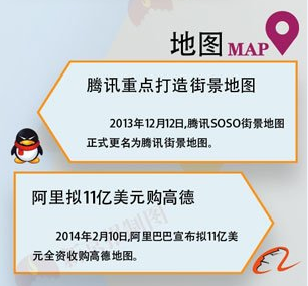 地图 MAP
腾讯重点打造街景地图
2013年12月12日,腾讯SOSO街景地图
正式更名为腾讯街景地图。
阿里拟11亿美元购高德
2014年2月10日,阿里巴巴宣布拟11亿美
元全资收购高德地图。